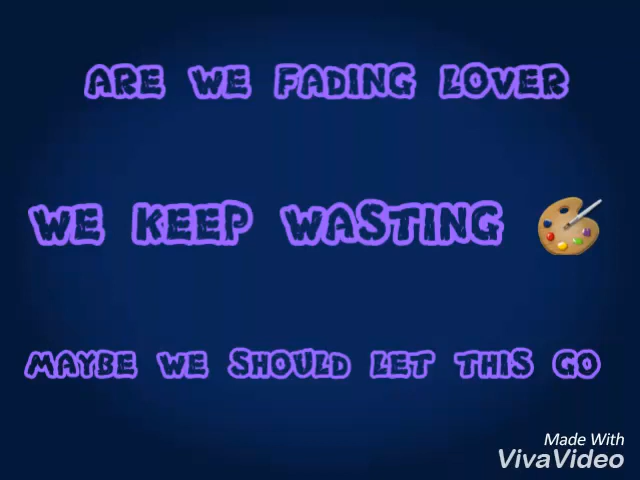 ARE WE FADING LOVER
WE KEEP WASTING 🎨
MAYBE WE SHOULD LET THIS GO
Made With
VivaVideo